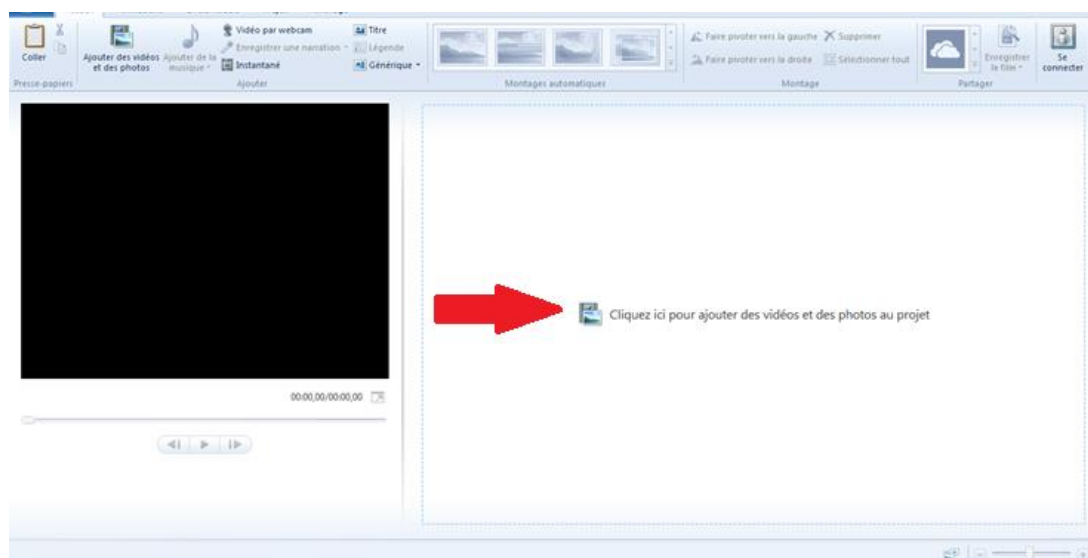 Coller
Presse-papiers
Ajouter des vidéos et des photos
Ajouter de la musique
Vidéo par webcam
Enregistrer une narration
Instantané
Titre
Légende
Générique
Ajouter
Montages automatiques
Faire pivoter vers la gauche
Supprimer
Faire pivoter vers la droite
Sélectionner tout
Montage
Enregistrer le film
Partager
Se connecter
Cliquez ici pour ajouter des vidéos et des photos au projet
00:00,00/00:00,00